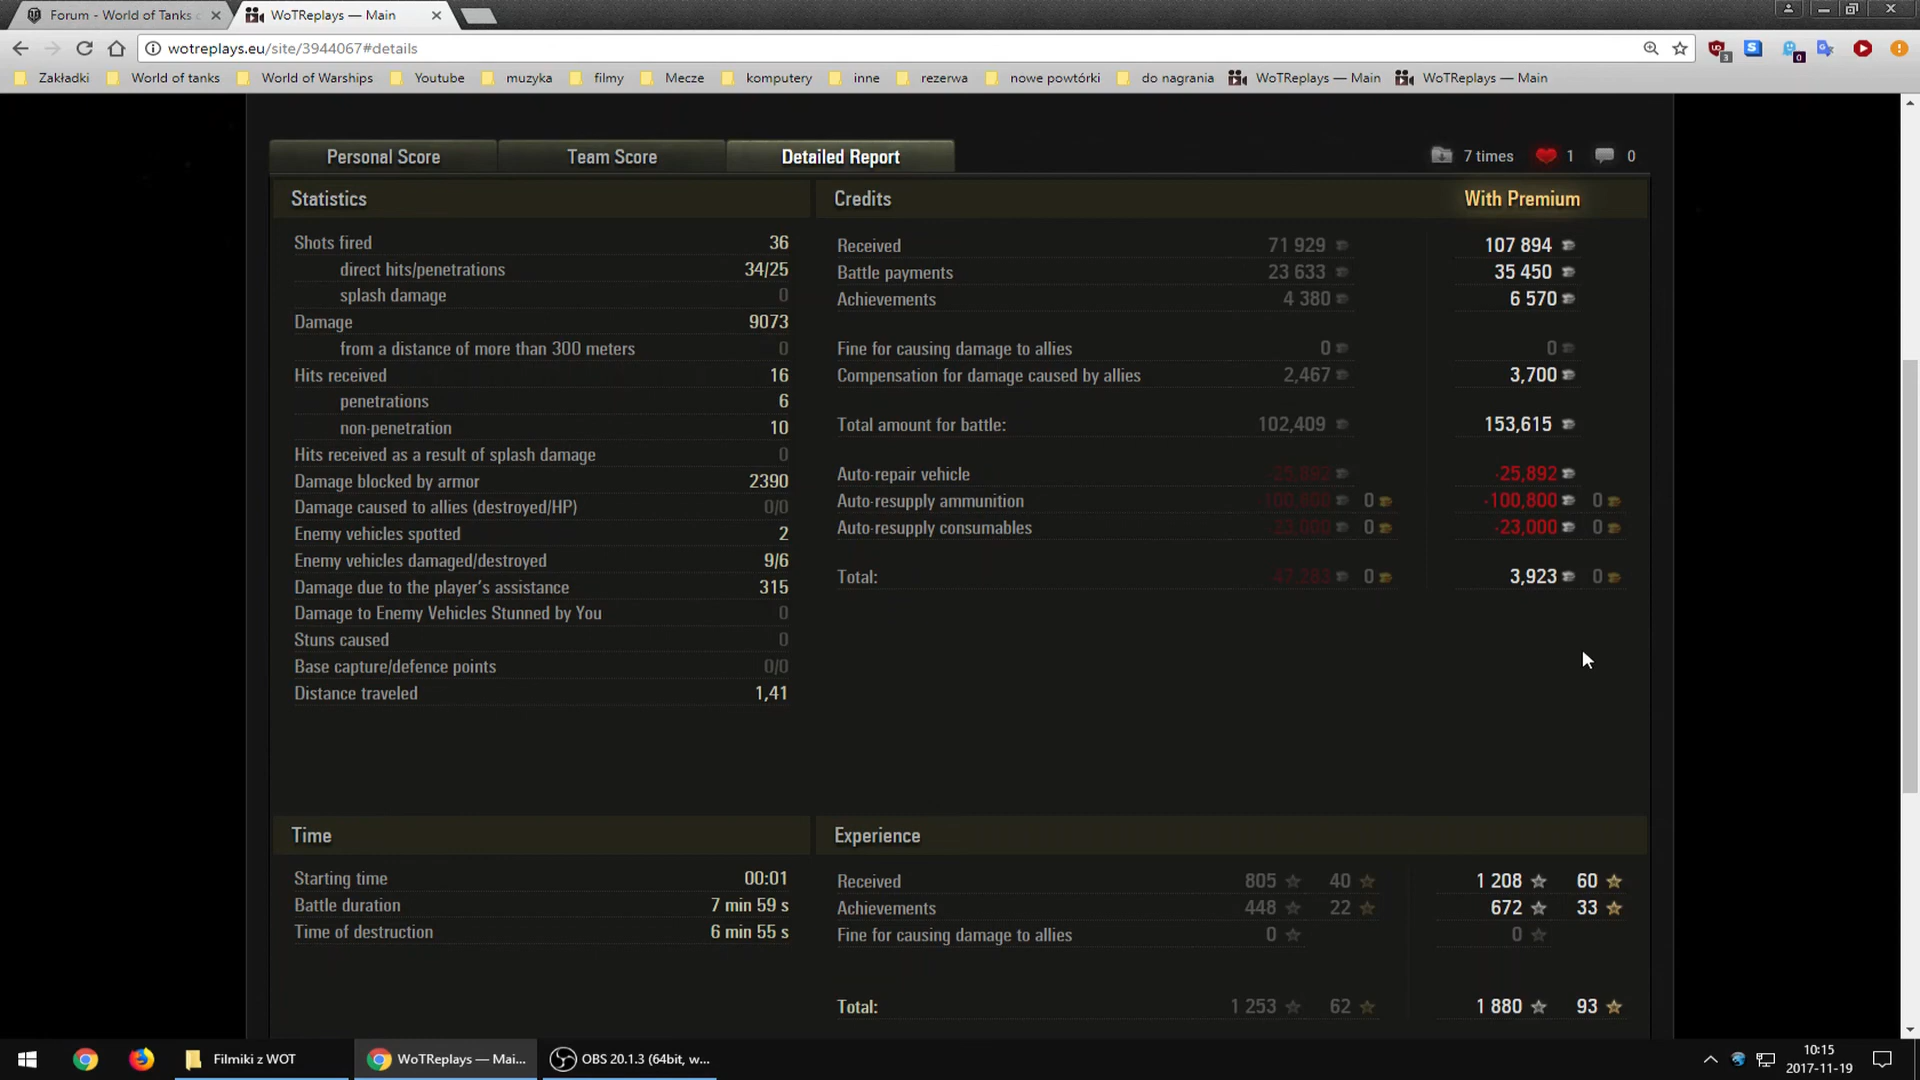 Forum - World of Tanks c
WoTReplays — Main
wotreplays.eu/site/3944067#details
3
0
Zakładki
World of tanks
World of Warships
Youtube
muzyka
filmy
Mecze
komputery
inne
rezerwa
nowe powtórki
do nagrania
WoTReplays — Main
WoTReplays — Main
Personal Score
Team Score
Detailed Report
7 times
1
0
Statistics
Shots fired 36
direct hits/penetrations 34/25
splash damage 0
Damage 9073
from a distance of more than 300 meters 0
Hits received 16
penetrations 6
non-penetration 10
Hits received as a result of splash damage 0
Damage blocked by armor 2390
Damage caused to allies (destroyed/HP) 0/0
Enemy vehicles spotted 2
Enemy vehicles damaged/destroyed 9/6
Damage due to the player's assistance 315
Damage to Enemy Vehicles Stunned by You 0
Stuns caused 0
Base capture/defence points 0/0
Distance traveled 1,41
Credits With Premium
Received 71 929 107 894
Battle payments 23 633 35 450
Achievements 4 380 6 570
Fine for causing damage to allies 0 0
Compensation for damage caused by allies 2,467 3,700
Total amount for battle: 102,409 153,615
Auto-repair vehicle -25,892 -25,892
Auto-resupply ammunition -100,800 0 -100,800 0
Auto-resupply consumables -23,000 0 -23,000 0
Total: -47,283 0 3,923 0
Time
Starting time 00:01
Battle duration 7 min 59 s
Time of destruction 6 min 55 s
Experience
Received 805 40 1 208 60
Achievements 448 22 672 33
Fine for causing damage to allies 0 0
Total: 1 253 62 1 880 93
Filmiki z WOT
WoTReplays — Mai...
OBS 20.1.3 (64bit, w...
10:15
2017-11-19